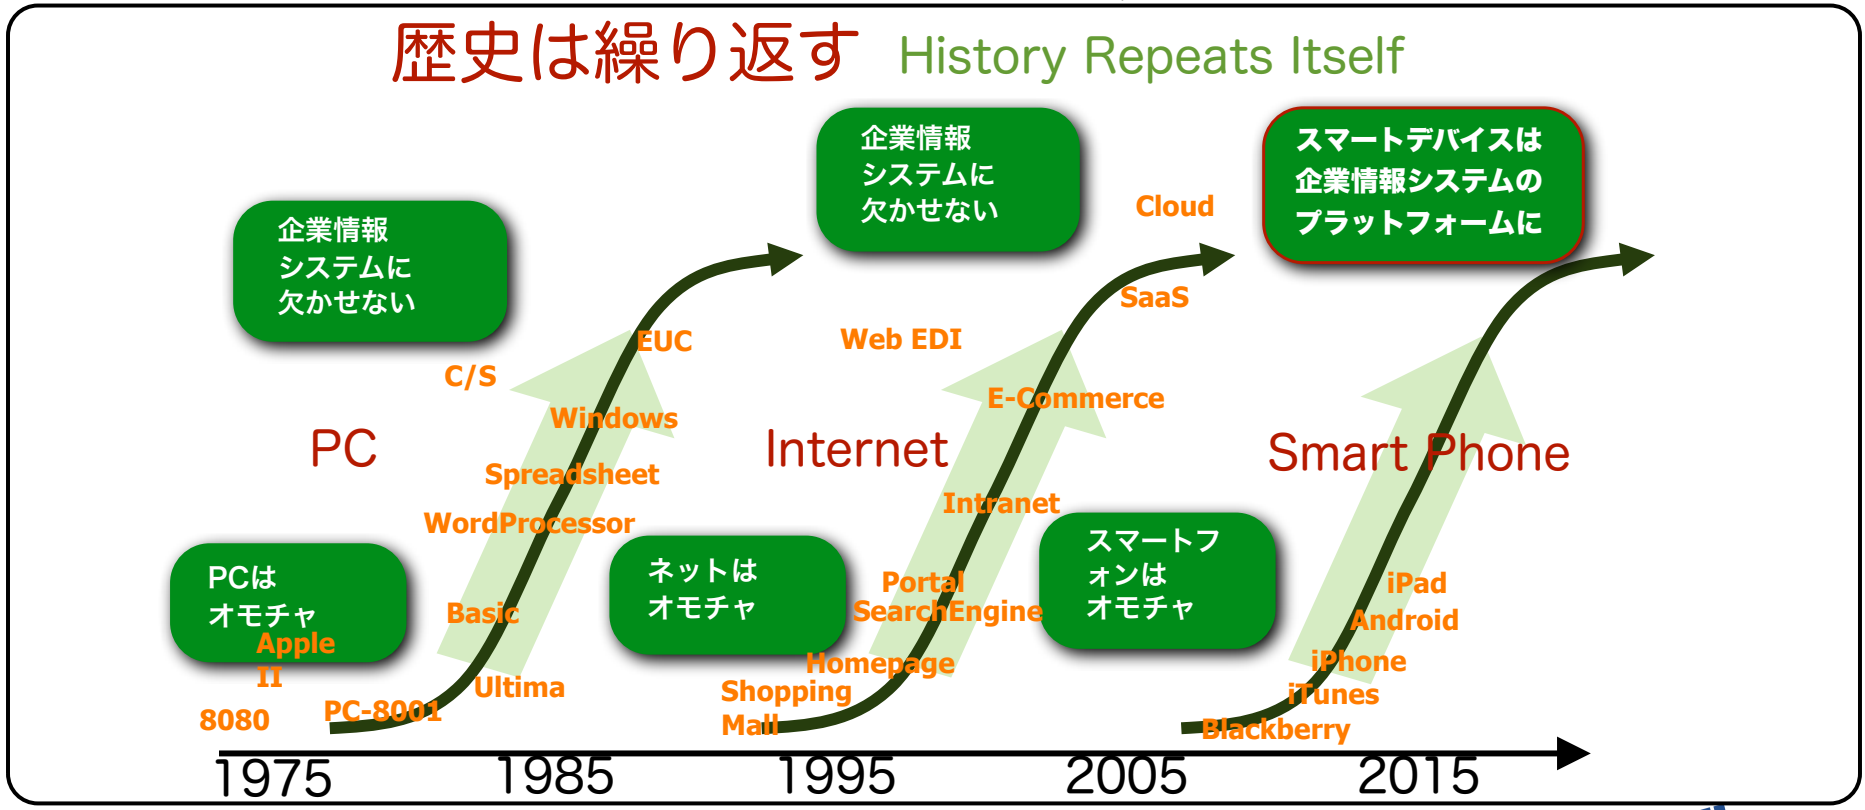 歴史は繰り返す History Repeats Itself
企業情報
システムに
欠かせない
企業情報
システムに
欠かせない
スマートデバイスは
企業情報システムの
プラットフォームに
Cloud
SaaS
EUC
Web EDI
C/S
E-Commerce
Windows
PC
Internet
Smart Phone
Spreadsheet
Intranet
WordProcessor
PCは
オモチャ
ネットは
オモチャ
スマートフ
ォンは
オモチャ
Portal
SearchEngine
iPad
Android
Basic
Apple
II
Homepage
iPhone
Ultima
Shopping
Mall
iTunes
8080
PC-8001
Blackberry
1975 1985 1995 2005 2015